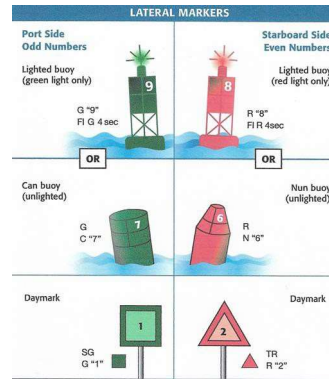 LATERAL MARKERS
Port Side
Odd Numbers
Starboard Side
Even Numbers
Lighted buoy
(green light only)
9
G "9"
Fl G 4sec
8
Lighted buoy
(red light only)
R "8"
Fl R 4sec
OR
OR
Can buoy
(unlighted)
G
C "7"
7
6
Nun buoy
(unlighted)
R
N "6"
Daymark
1
SG
G "1"
2
Daymark
TR
R "2"